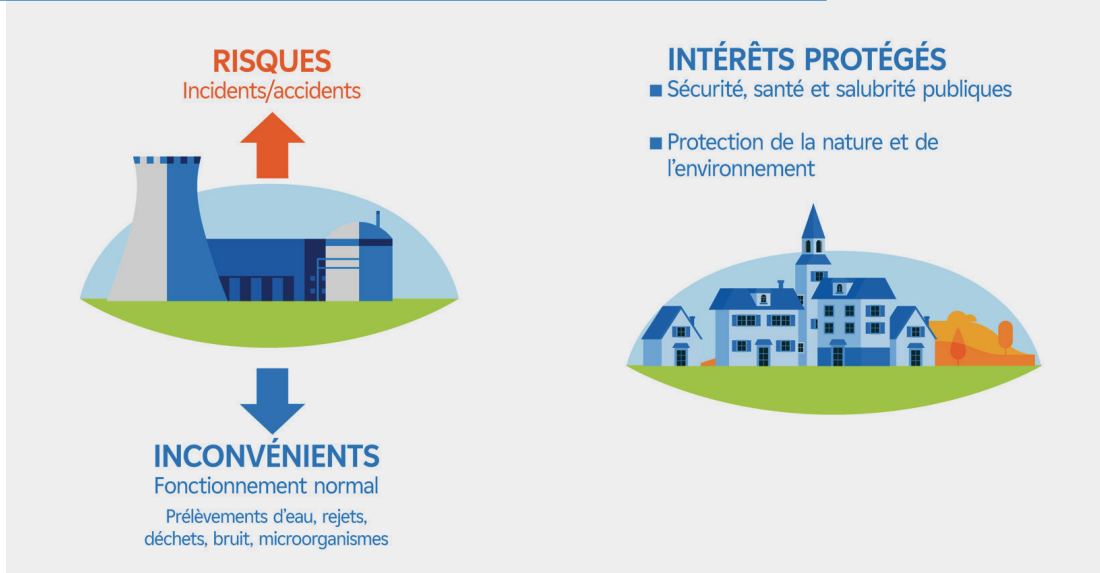 RISQUES
Incidents/accidents
INCONVÉNIENTS
Fonctionnement normal
Prélèvements d'eau, rejets,
déchets, bruit, microorganismes
INTÉRÊTS PROTÉGÉS
■ Sécurité, santé et salubrité publiques
■ Protection de la nature et de
l'environnement